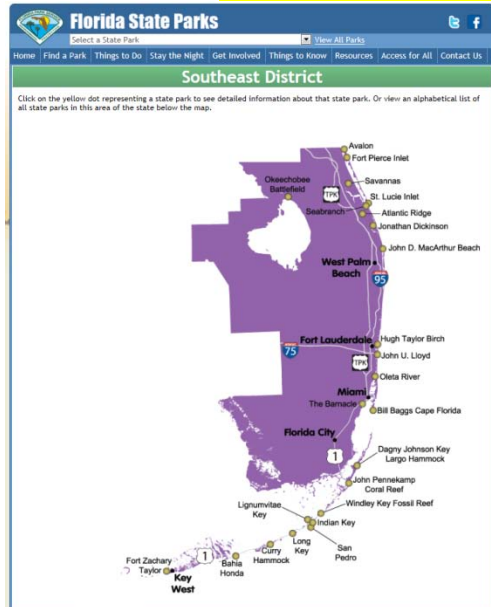 Florida State Parks
Select a State Park
View All Parks
Home Find a Park Things to Do Stay the Night Get Involved Things to Know Resources Access for All Contact Us
Southeast District
Click on the yellow dot representing a state park to see detailed information about that state park. Or view an alphabetical list of
all state parks in this area of the state below the map.
Avalon
Fort Pierce Inlet
Okeechobee
Battlefield
TPK
Savannas
St. Lucie Inlet
Seabranch
Atlantic Ridge
Jonathan Dickinson
John D. MacArthur Beach
West Palm
Beach
95
Fort Lauderdale
Hugh Taylor Birch
75
John U. Lloyd
TPK
Oleta River
Miami
The Barnacle
Bill Baggs Cape Florida
Florida City
1
Dagny Johnson Key
Largo Hammock
John Pennekamp
Coral Reef
Windley Key Fossil Reef
Lignumvitae
Key
Indian Key
San
Pedro
Long
Key
Curry
Hammock
1
Bahia
Honda
Fort Zachary
Taylor
Key
West